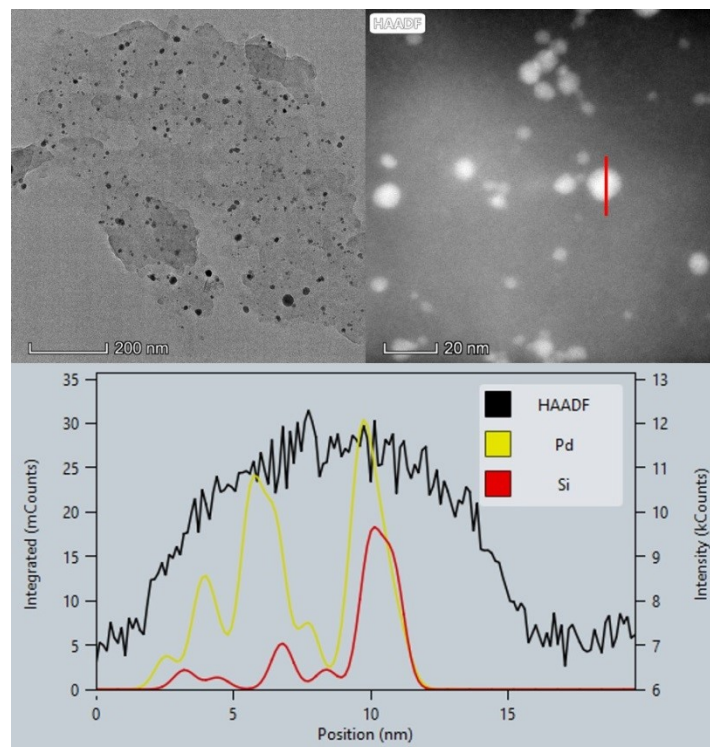 HAADF
200 nm
20 nm
35
30
25
20
15
10
5
0
Integrated (mCounts)
HAADF
Pd
Si
13
12
11
10
9
8
7
6
Intensity (kCounts)
0
5
10
15
Position (nm)